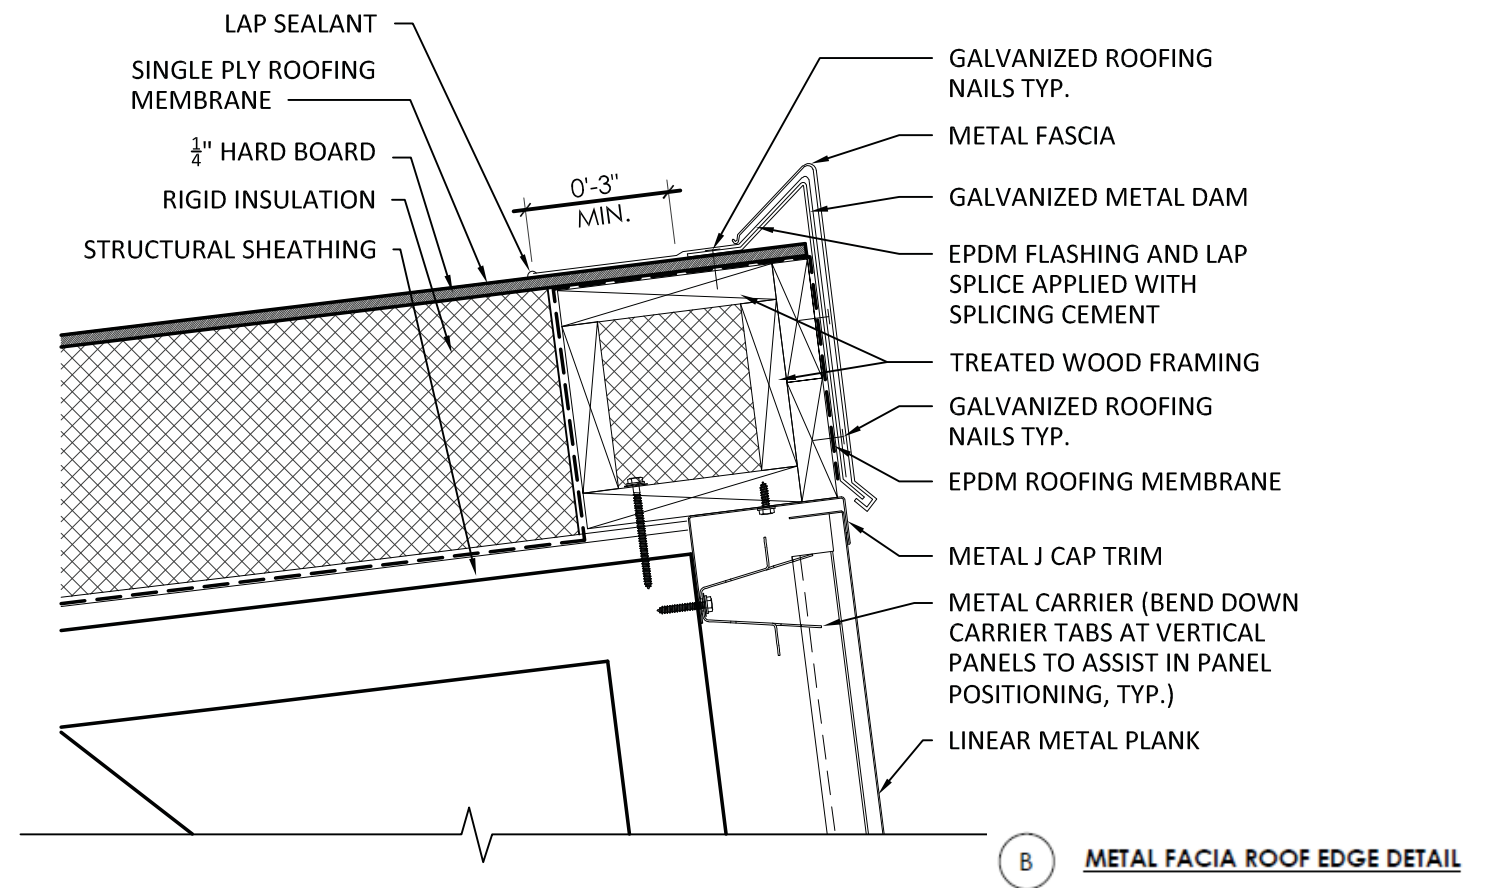 LAP SEALANT
SINGLE PLY ROOFING
MEMBRANE
1/4" HARD BOARD
RIGID INSULATION
STRUCTURAL SHEATHING
0'-3"
MIN.
GALVANIZED ROOFING
NAILS TYP.
METAL FASCIA
GALVANIZED METAL DAM
EPDM FLASHING AND LAP
SPLICE APPLIED WITH
SPLICING CEMENT
TREATED WOOD FRAMING
GALVANIZED ROOFING
NAILS TYP.
EPDM ROOFING MEMBRANE
METAL J CAP TRIM
METAL CARRIER (BEND DOWN
CARRIER TABS AT VERTICAL
PANELS TO ASSIST IN PANEL
POSITIONING, TYP.)
LINEAR METAL PLANK
B METAL FACIA ROOF EDGE DETAIL